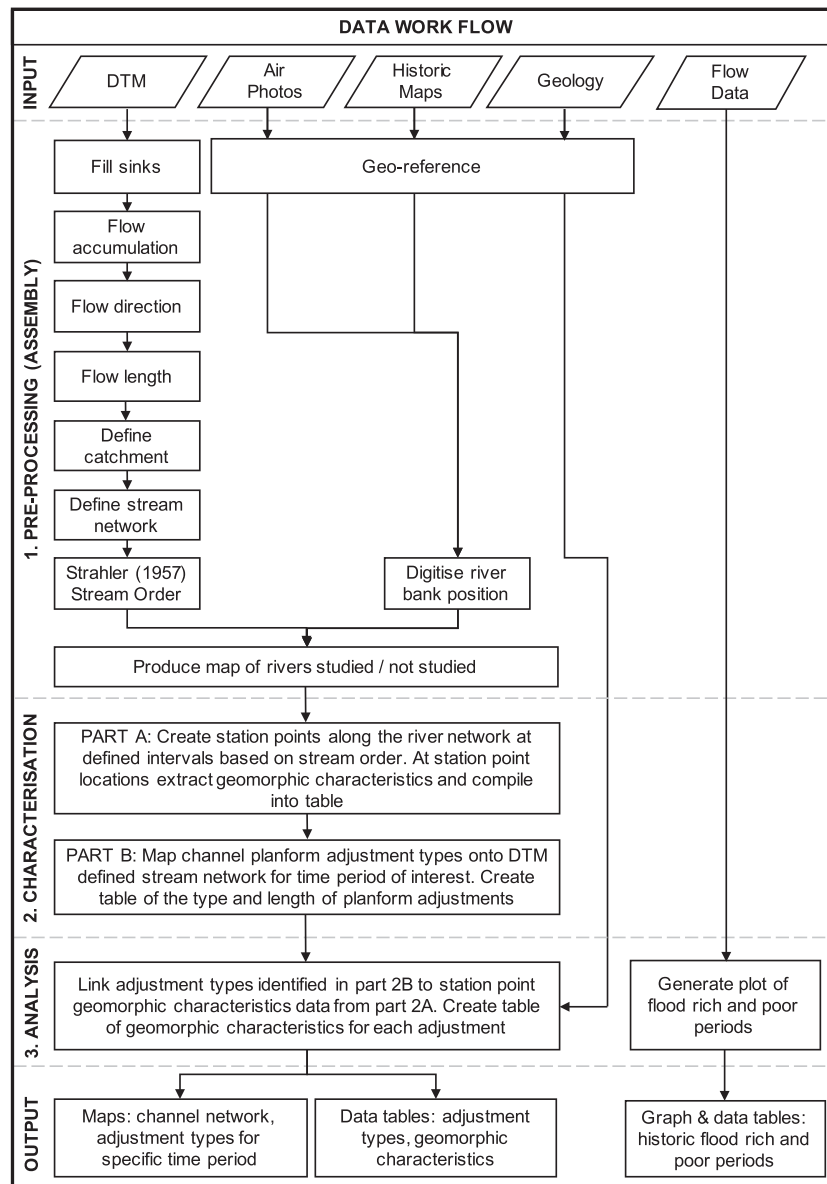 DATA WORK FLOW
INPUT
DTM
Air
Photos
Historic
Maps
Geology
Flow
Data
1. PRE-PROCESSING (ASSEMBLY)
Fill sinks
Geo-reference
Flow
accumulation
Flow direction
Flow length
Define
catchment
Define stream
network
Strahler (1957)
Stream Order
Digitise river
bank position
Produce map of rivers studied / not studied
2. CHARACTERISATION
PART A: Create station points along the river network at
defined intervals based on stream order. At station point
locations extract geomorphic characteristics and compile
into table
PART B: Map channel planform adjustment types onto DTM
defined stream network for time period of interest. Create
table of the type and length of planform adjustments
3. ANALYSIS
Link adjustment types identified in part 2B to station point
geomorphic characteristics data from part 2A. Create table
of geomorphic characteristics for each adjustment
Generate plot of
flood rich and poor
periods
OUTPUT
Maps: channel network,
adjustment types for
specific time period
Data tables: adjustment
types, geomorphic
characteristics
Graph & data tables:
historic flood rich and
poor periods